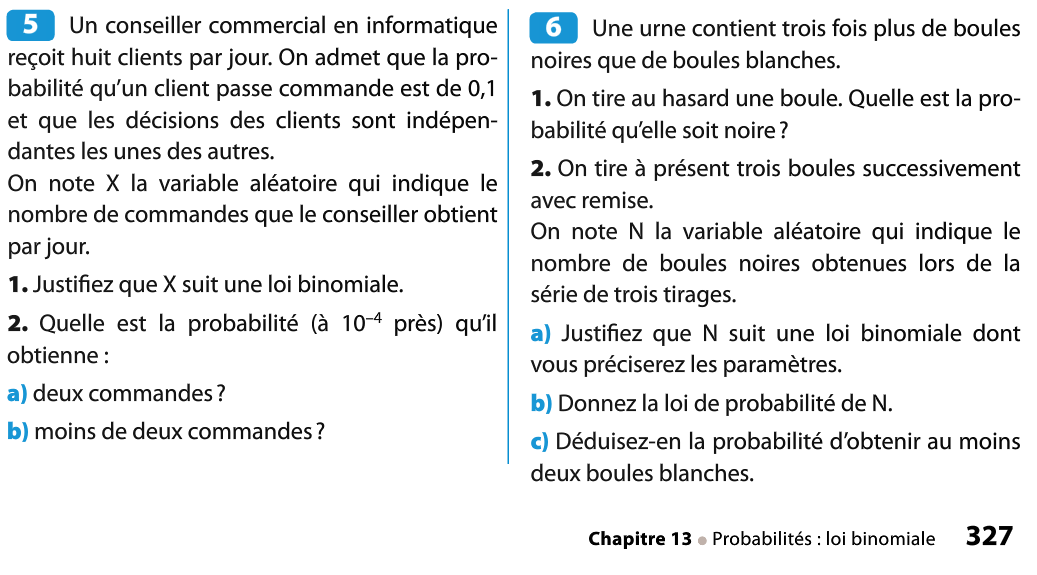 5 Un conseiller commercial en informatique
reçoit huit clients par jour. On admet que la pro-
babilité qu'un client passe commande est de 0,1
et que les décisions des clients sont indépen-
dantes les unes des autres.
On note X la variable aléatoire qui indique le
nombre de commandes que le conseiller obtient
par jour.
1. Justifiez que X suit une loi binomiale.
2. Quelle est la probabilité (à 10⁻⁴ près) qu'il
obtienne :
a) deux commandes ?
b) moins de deux commandes ?
6 Une urne contient trois fois plus de boules
noires que de boules blanches.
1. On tire au hasard une boule. Quelle est la pro-
babilité qu'elle soit noire ?
2. On tire à présent trois boules successivement
avec remise.
On note N la variable aléatoire qui indique le
nombre de boules noires obtenues lors de la
série de trois tirages.
a) Justifiez que N suit une loi binomiale dont
vous préciserez les paramètres.
b) Donnez la loi de probabilité de N.
c) Déduisez-en la probabilité d'obtenir au moins
deux boules blanches.
Chapitre 13 • Probabilités : loi binomiale 327